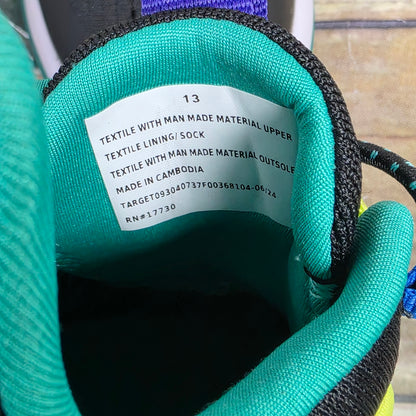 13
TEXTILE WITH MAN MADE MATERIAL UPPER
TEXTILE LINING/ SOCK
TEXTILE WITH MAN MADE MATERIAL OUTSOLE
MADE IN CAMBODIA
TARGET093040737F00368104-06/24
RN#17730